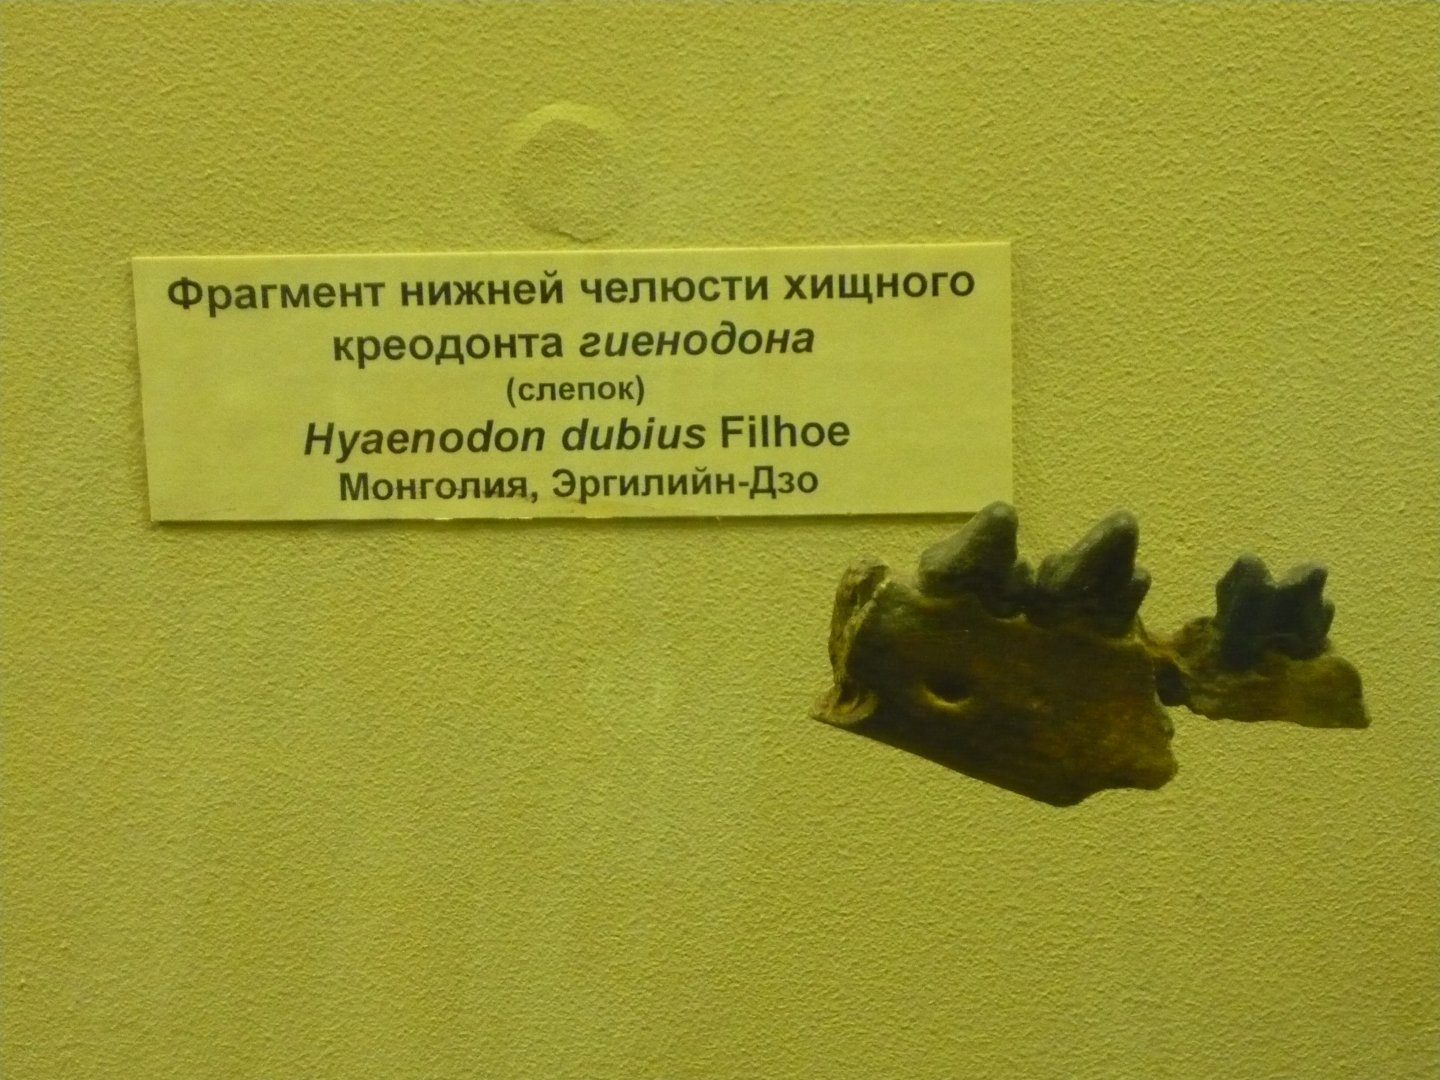 Фрагмент нижней челюсти хищного
креодонта гиенодона
(слепок)
Hyaenodon dubius Filhoe
Монголия, Эргилийн-Дзо